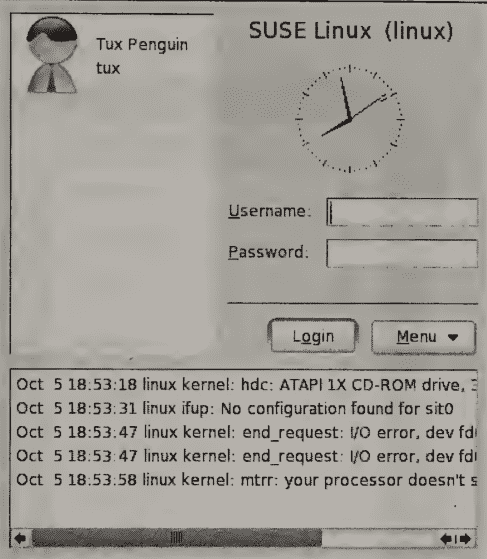 Tux Penguin
tux
SUSE Linux (linux)
Username:
Password:
Login
Menu
Oct 5 18:53:18 linux kernel: hdc: ATAPI 1X CD-ROM drive,
Oct 5 18:53:31 linux ifup: No configuration found for sit0
Oct 5 18:53:47 linux kernel: end_request: I/O error, dev fd
Oct 5 18:53:47 linux kernel: end_request: I/O error, dev fd
Oct 5 18:53:58 linux kernel: mtrr: your processor doesn't s